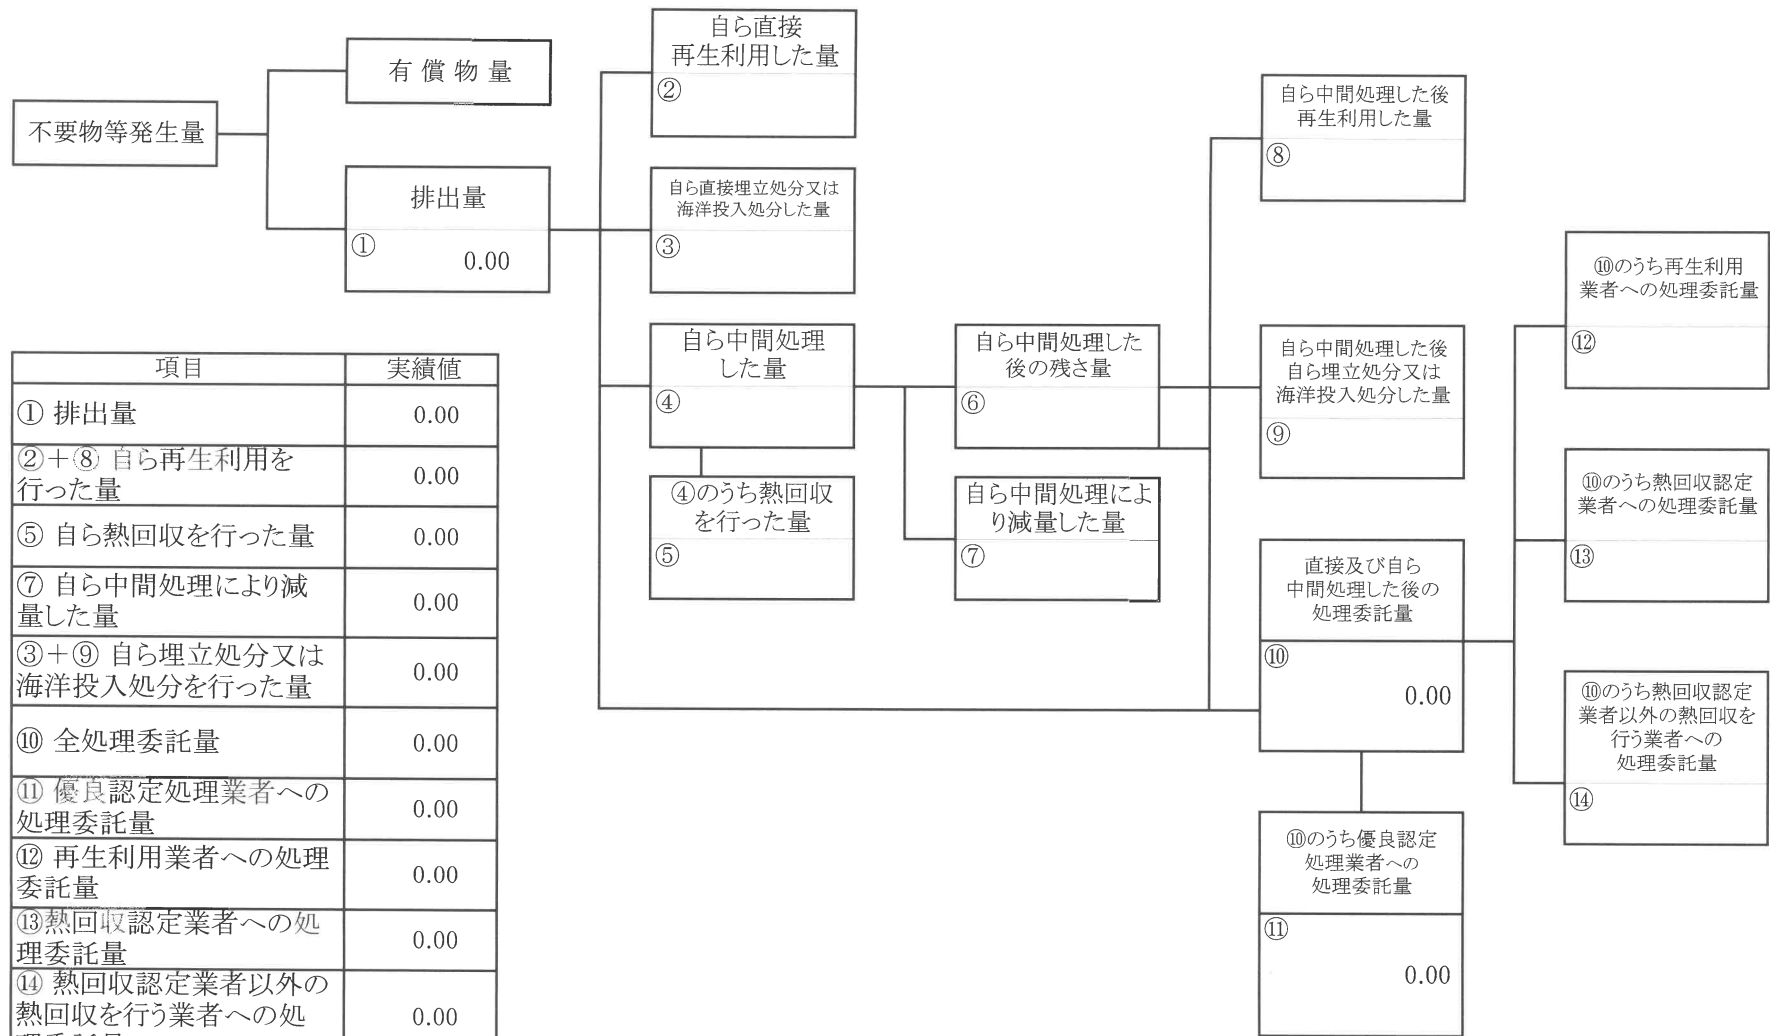 不要物等発生量
有償物量
排出量
①
0.00
自ら直接
再生利用した量
②
自ら直接埋立処分又は
海洋投入処分した量
③
自ら中間処理
した量
④
④のうち熱回収
を行った量
⑤
自ら中間処理した
後の残さ量
⑥
自ら中間処理によ
り減量した量
⑦
自ら中間処理した後
再生利用した量
⑧
自ら中間処理した後
自ら埋立処分又は
海洋投入処分した量
⑨
直接及び自ら
中間処理した後の
処理委託量
⑩
0.00
⑩のうち優良認定
処理業者への
処理委託量
⑪
0.00
⑩のうち再生利用
業者への処理委託量
⑫
⑩のうち熱回収認定
業者への処理委託量
⑬
⑩のうち熱回収認定
業者以外の熱回収を
行う業者への
処理委託量
⑭
項目 実績値
① 排出量 0.00
②+⑧ 自ら再生利用を
行った量 0.00
⑤ 自ら熱回収を行った量 0.00
⑦ 自ら中間処理により減
量した量 0.00
③+⑨ 自ら埋立処分又は
海洋投入処分を行った量 0.00
⑩ 全処理委託量 0.00
⑪ 優良認定処理業者への
処理委託量 0.00
⑫ 再生利用業者への処理
委託量 0.00
⑬熱回収認定業者への処
理委託量 0.00
⑭ 熱回収認定業者以外の
熱回収を行う業者への処 0.00